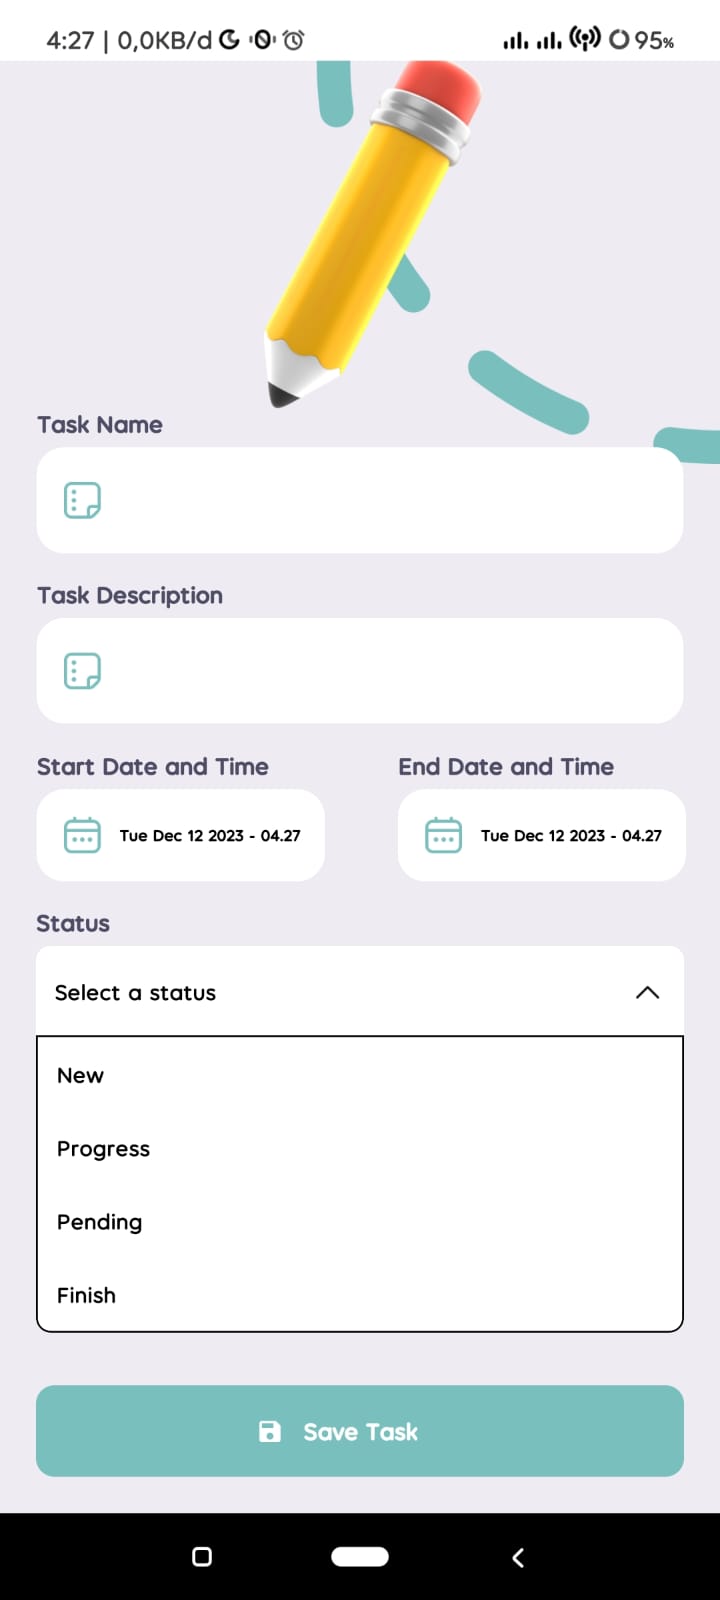 4:27 | 0,0KB/d 95%
Task Name
Task Description
Start Date and Time End Date and Time
Tue Dec 12 2023 - 04.27 Tue Dec 12 2023 - 04.27
Status
Select a status
New
Progress
Pending
Finish
Save Task